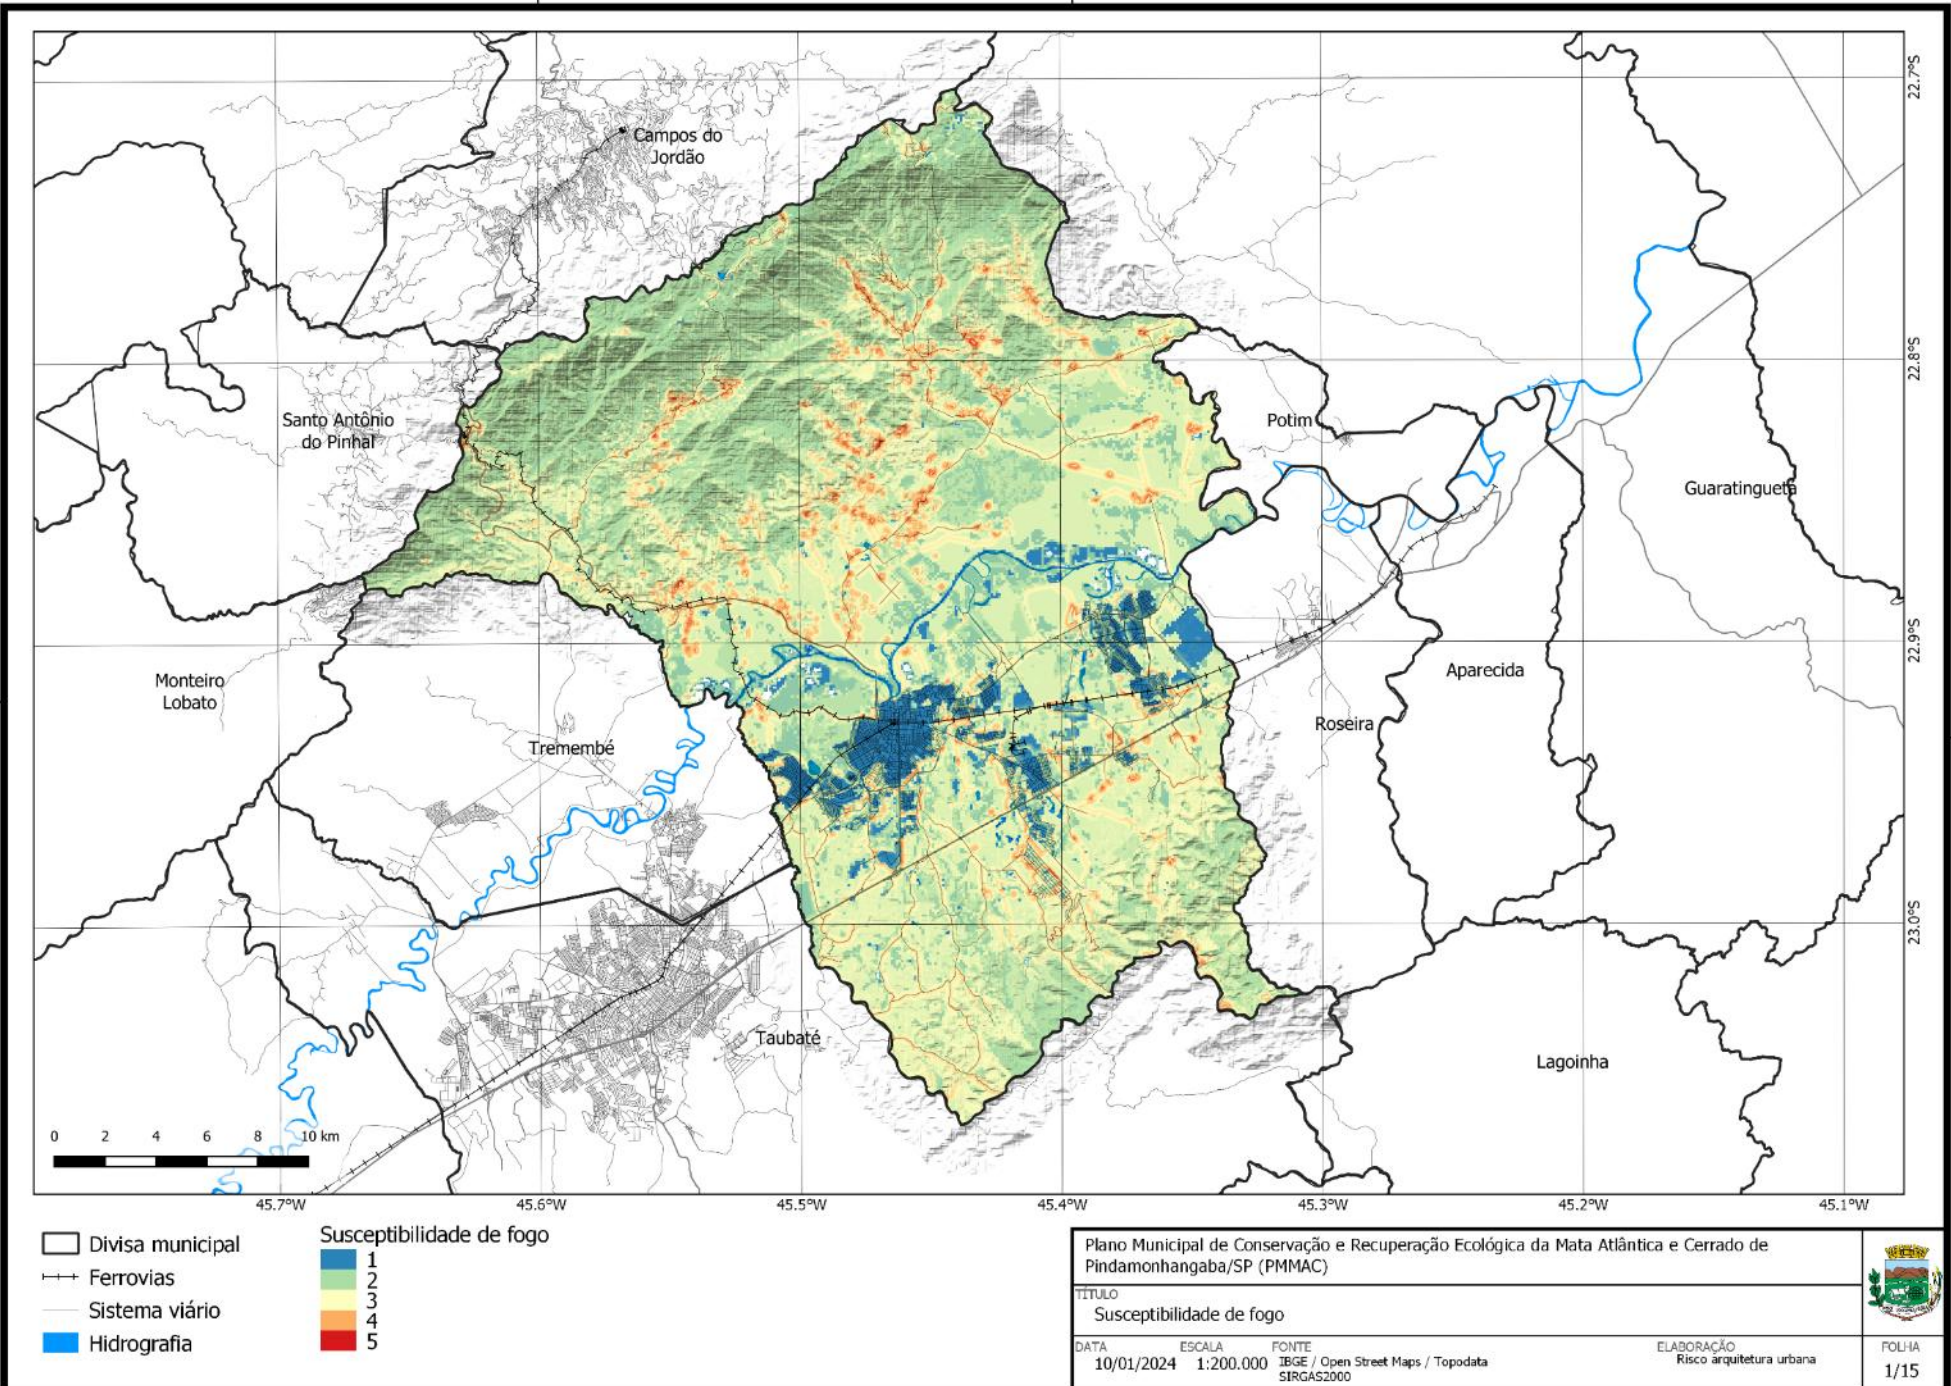 22.7°S
Campos do
Jordão
22.8°S
Santo Antônio
do Pinhal
Potim
Guaratinguetá
22.9°S
Monteiro
Lobato
Aparecida
Roseira
Tremembé
23.0°S
Taubaté
Lagoinha
0 2 4 6 8 10 km
45.7°W 45.6°W 45.5°W 45.4°W 45.3°W 45.2°W 45.1°W
Divisa municipal
Ferrovias
Sistema viário
Hidrografia
Susceptibilidade de fogo
1
2
3
4
5
Plano Municipal de Conservação e Recuperação Ecológica da Mata Atlântica e Cerrado de
Pindamonhangaba/SP (PMMAC)
TÍTULO
Susceptibilidade de fogo
DATA ESCALA FONTE ELABORAÇÃO FOLHA
10/01/2024 1:200.000 IBGE / Open Street Maps / Topodata Risco arquitetura urbana 1/15
SIRGAS2000